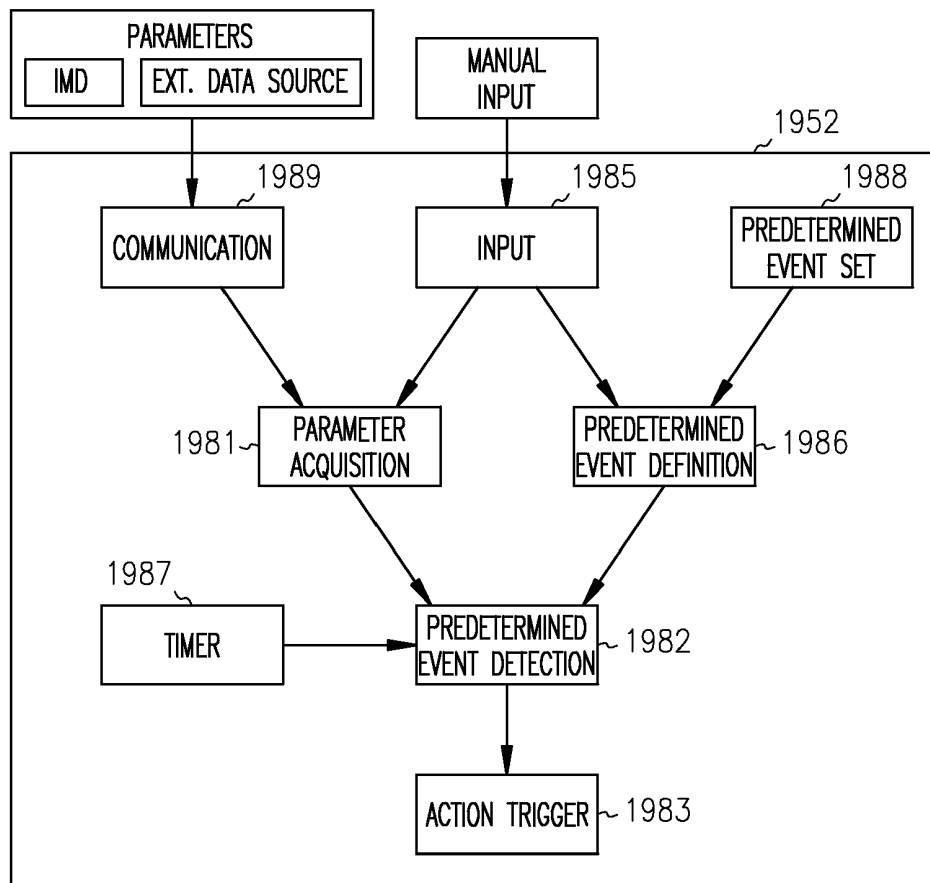 PARAMETERS
IMD
EXT. DATA SOURCE
MANUAL
INPUT
1952
1989
1985
1988
COMMUNICATION
INPUT
PREDETERMINED
EVENT SET
1981
PARAMETER
ACQUISITION
PREDETERMINED
EVENT DEFINITION
1986
1987
TIMER
PREDETERMINED
EVENT DETECTION
1982
ACTION TRIGGER
1983